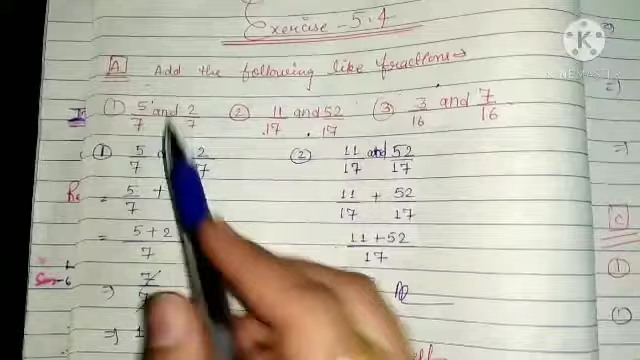 Exercise - 5.4
KINEMASTER
A Add the following like fractions →
① 5/7 and 2/7 ② 11/17 and 52/17 ③ 3/16 and 7/16
① 5/7 2/7 ② 11/17 and 52/17
= 5/7 + 11/17 + 52/17
= 5+2/7 11+52/17
⇒ 7/7
⇒ 1
C
①